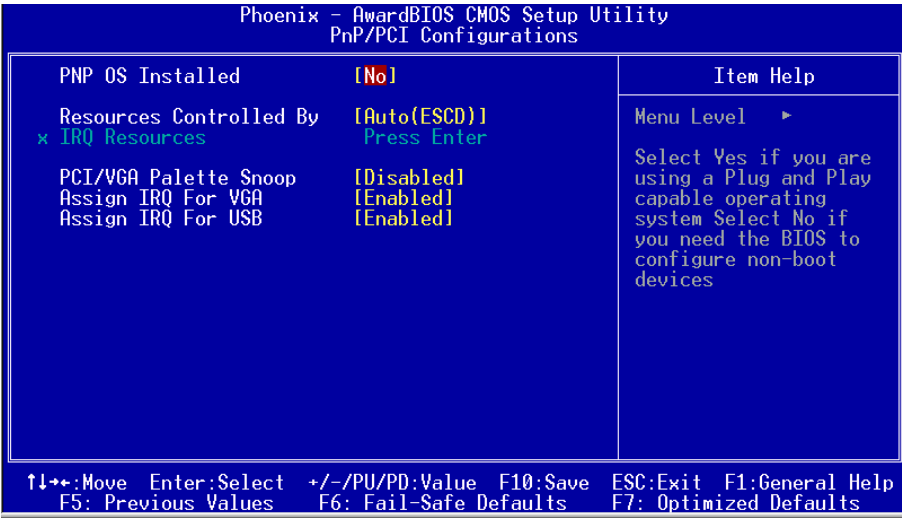 Phoenix - AwardBIOS CMOS Setup Utility
PnP/PCI Configurations
PNP OS Installed [No]
Resources Controlled By [Auto(ESCD)]
x IRQ Resources Press Enter
PCI/VGA Palette Snoop [Disabled]
Assign IRQ For VGA [Enabled]
Assign IRQ For USB [Enabled]
Item Help
Menu Level ►
Select Yes if you are
using a Plug and Play
capable operating
system Select No if
you need the BIOS to
configure non-boot
devices
↑↓→←:Move Enter:Select +/-/PU/PD:Value F10:Save ESC:Exit F1:General Help
F5: Previous Values F6: Fail-Safe Defaults F7: Optimized Defaults